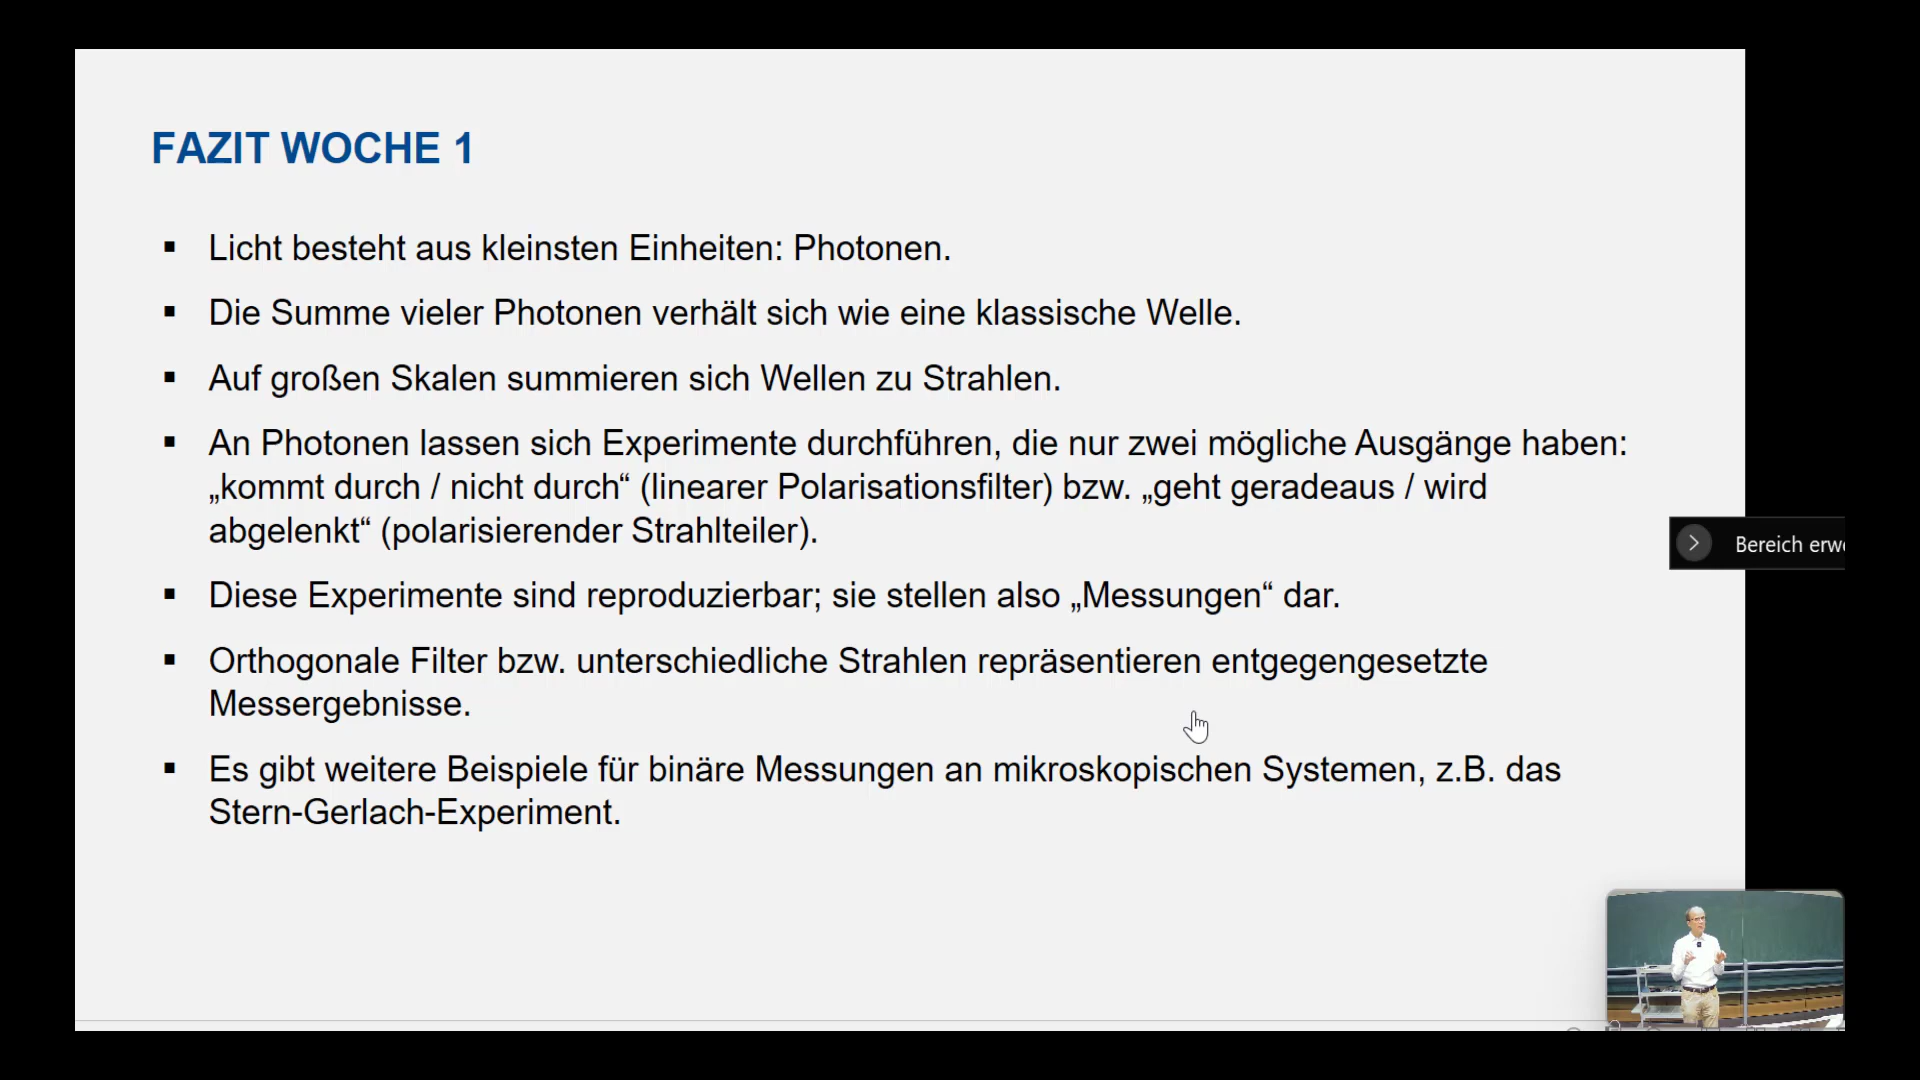 FAZIT WOCHE 1
▪ Licht besteht aus kleinsten Einheiten: Photonen.
▪ Die Summe vieler Photonen verhält sich wie eine klassische Welle.
▪ Auf großen Skalen summieren sich Wellen zu Strahlen.
▪ An Photonen lassen sich Experimente durchführen, die nur zwei mögliche Ausgänge haben:
„kommt durch / nicht durch“ (linearer Polarisationsfilter) bzw. „geht geradeaus / wird
abgelenkt“ (polarisierender Strahlteiler).
▪ Diese Experimente sind reproduzierbar; sie stellen also „Messungen“ dar.
▪ Orthogonale Filter bzw. unterschiedliche Strahlen repräsentieren entgegengesetzte
Messergebnisse.
▪ Es gibt weitere Beispiele für binäre Messungen an mikroskopischen Systemen, z.B. das
Stern-Gerlach-Experiment.
Bereich